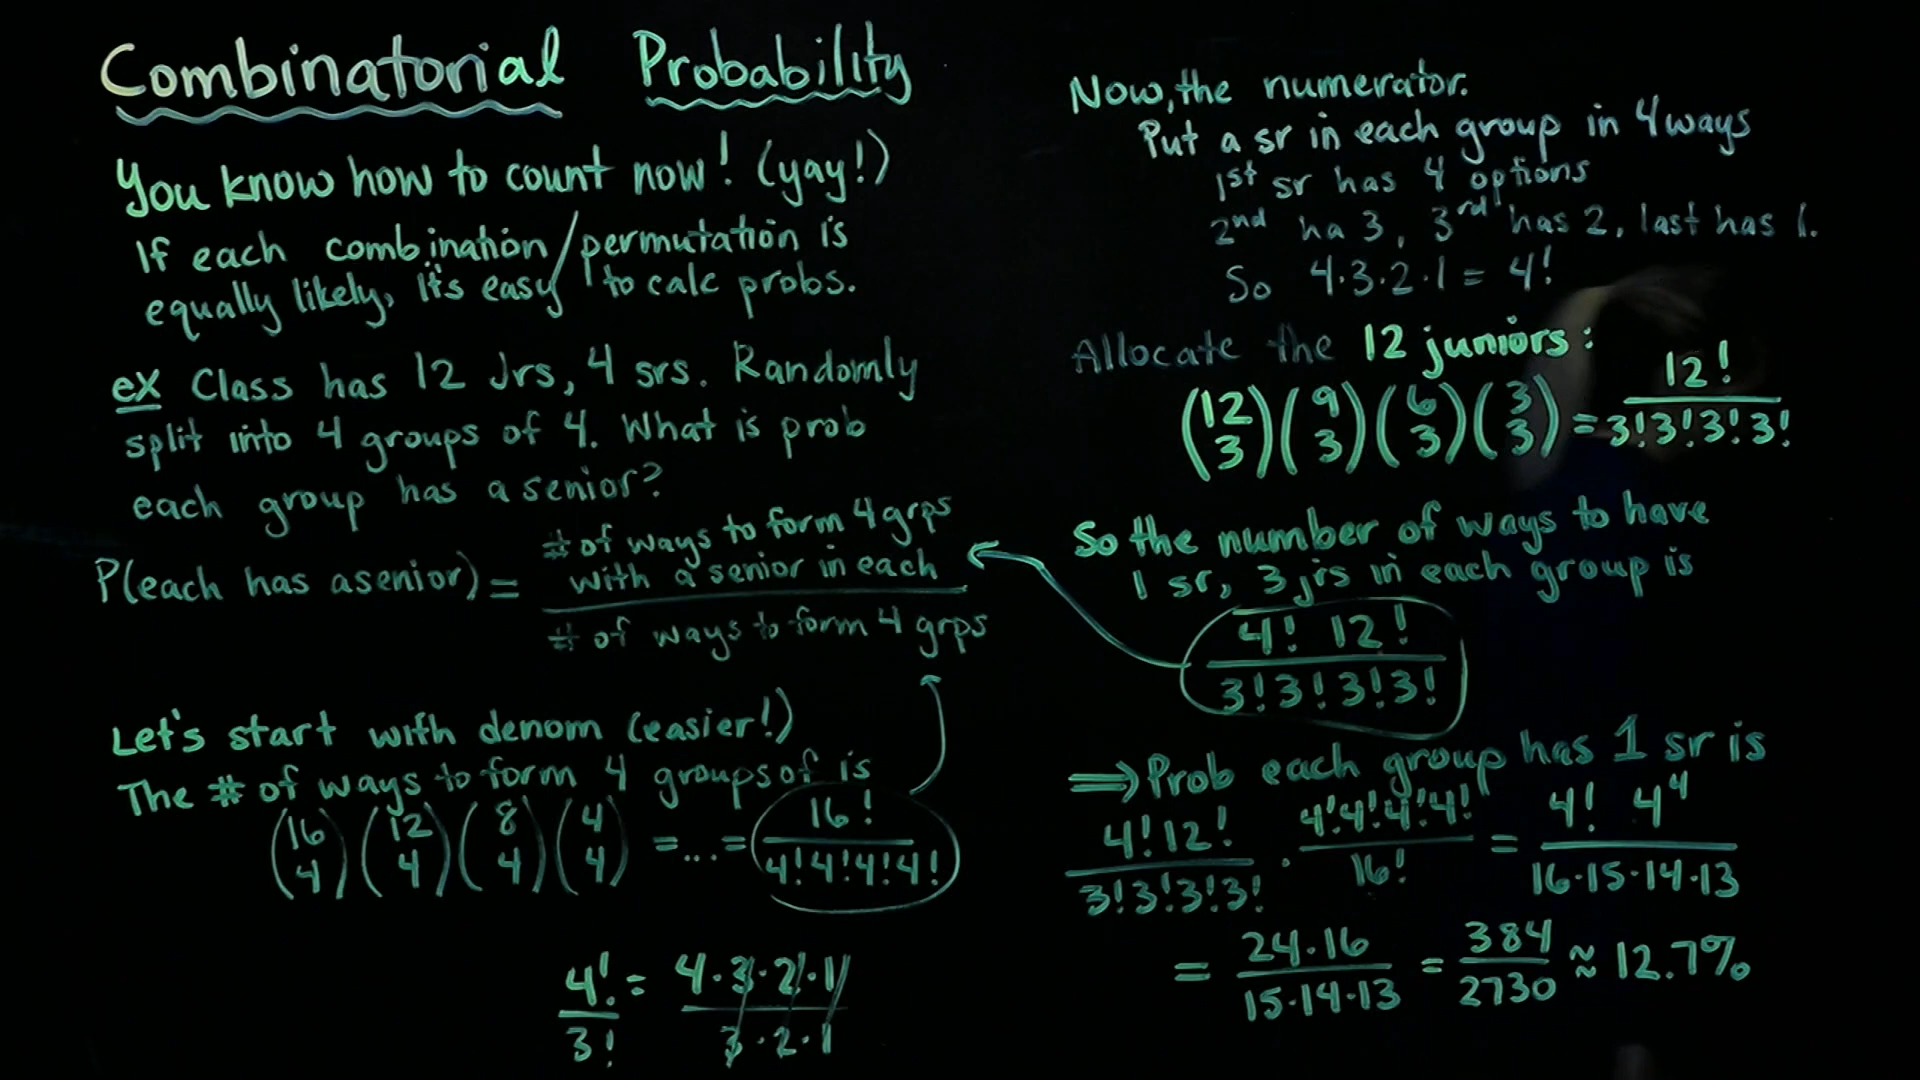 Combinatorial Probability
You know how to count now! (yay!)
If each combination/permutation is
equally likely, it's easy to calc probs.
ex Class has 12 Jrs, 4 srs. Randomly
split into 4 groups of 4. What is prob
each group has a senior?
P(each has a senior) = # of ways to form 4 grps with a senior in each / # of ways to form 4 grps
Let's start with denom (easier!)
The # of ways to form 4 groups of is
(16 4)(12 4)(8 4)(4 4) = ... = 16! / 4!4!4!4!
4! / 3! = 4·3·2·1 / 3·2·1
Now, the numerator.
Put a sr in each group in 4 ways
1st sr has 4 options
2nd ha 3, 3rd has 2, last has 1.
So 4·3·2·1 = 4!
Allocate the 12 juniors:
(12 3)(9 3)(6 3)(3 3) = 12! / 3!3!3!3!
So the number of ways to have
1 sr, 3 jrs in each group is
4! 12! / 3!3!3!3!
⟹ Prob each group has 1 sr is
4!12! / 3!3!3!3! · 4!4!4!4! / 16! = 4! 4^4 / 16·15·14·13
= 24·16 / 15·14·13 = 384 / 2730 ≈ 12.7%